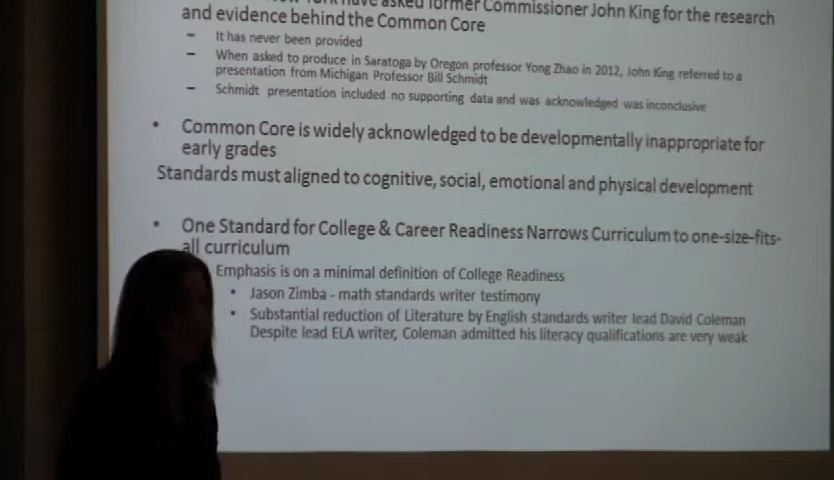 have asked former Commissioner John King for the research
and evidence behind the Common Core
– It has never been provided
– When asked to produce in Saratoga by Oregon professor Yong Zhao in 2012, John King referred to a
presentation from Michigan Professor Bill Schmidt
– Schmidt presentation included no supporting data and was acknowledged was inconclusive
• Common Core is widely acknowledged to be developmentally inappropriate for
early grades
Standards must aligned to cognitive, social, emotional and physical development
• One Standard for College & Career Readiness Narrows Curriculum to one-size-fits-
all curriculum
Emphasis is on a minimal definition of College Readiness
• Jason Zimba - math standards writer testimony
• Substantial reduction of Literature by English standards writer lead David Coleman
Despite lead ELA writer, Coleman admitted his literacy qualifications are very weak